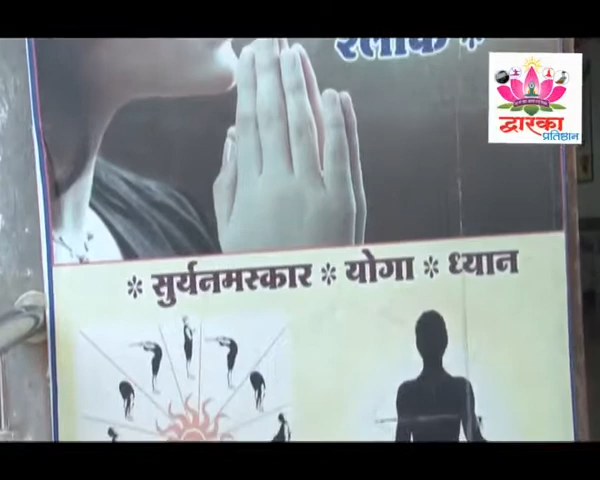 श्लोक *
द्वारका
प्रतिष्ठान
* सुर्यनमस्कार * योगा * ध्यान